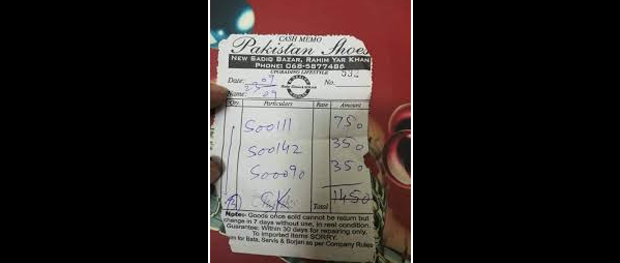 CASH MEMO
Pakistan Shoes
NEW SADIQ BAZAR, RAHIM YAR KHAN
PHONE: 068-5877486
UPGRADING LIFESTYLE
Date: No. 532
Name:
Qty. Particulars Rate Amount
S00111 750
S00142 350
S00090 350
OK Total 1450
Note:- Goods once sold cannot be return but
change in 7 days without use, in real condition.
Guarantee: Within 30 days for repairing only.
To Imported Items SORRY.
for Bata, Servis & Borjan as per Company Rules